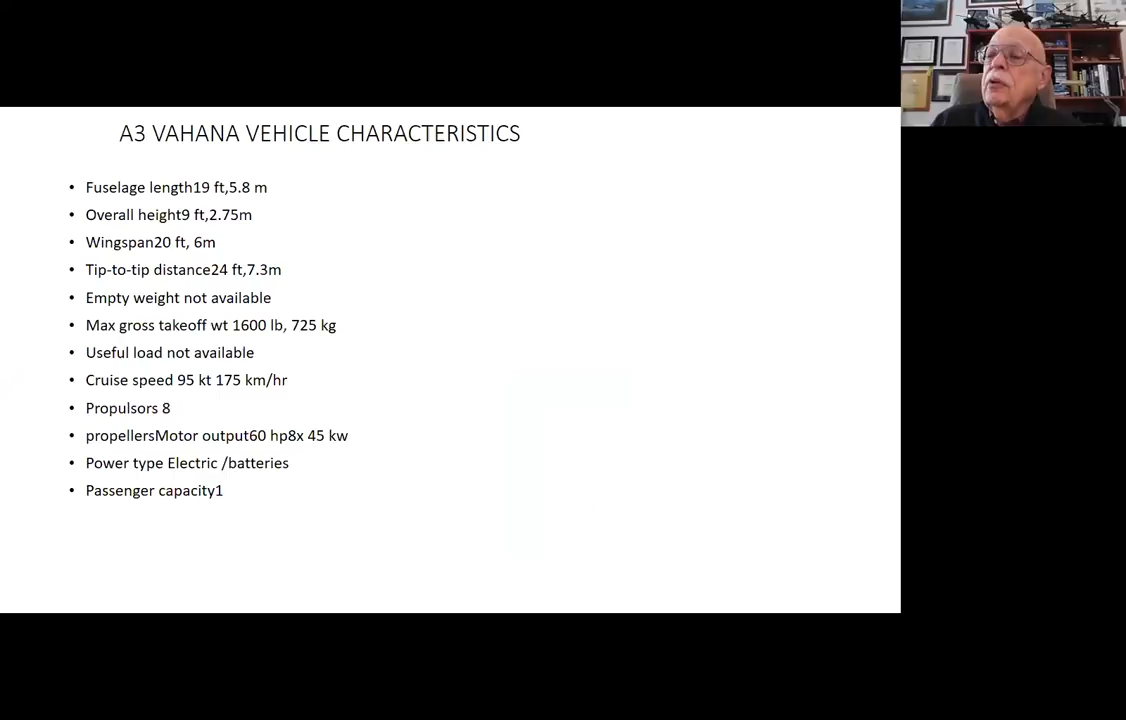 A3 VAHANA VEHICLE CHARACTERISTICS
• Fuselage length19 ft,5.8 m
• Overall height9 ft,2.75m
• Wingspan20 ft, 6m
• Tip-to-tip distance24 ft,7.3m
• Empty weight not available
• Max gross takeoff wt 1600 lb, 725 kg
• Useful load not available
• Cruise speed 95 kt 175 km/hr
• Propulsors 8
• propellersMotor output60 hp8x 45 kw
• Power type Electric /batteries
• Passenger capacity1